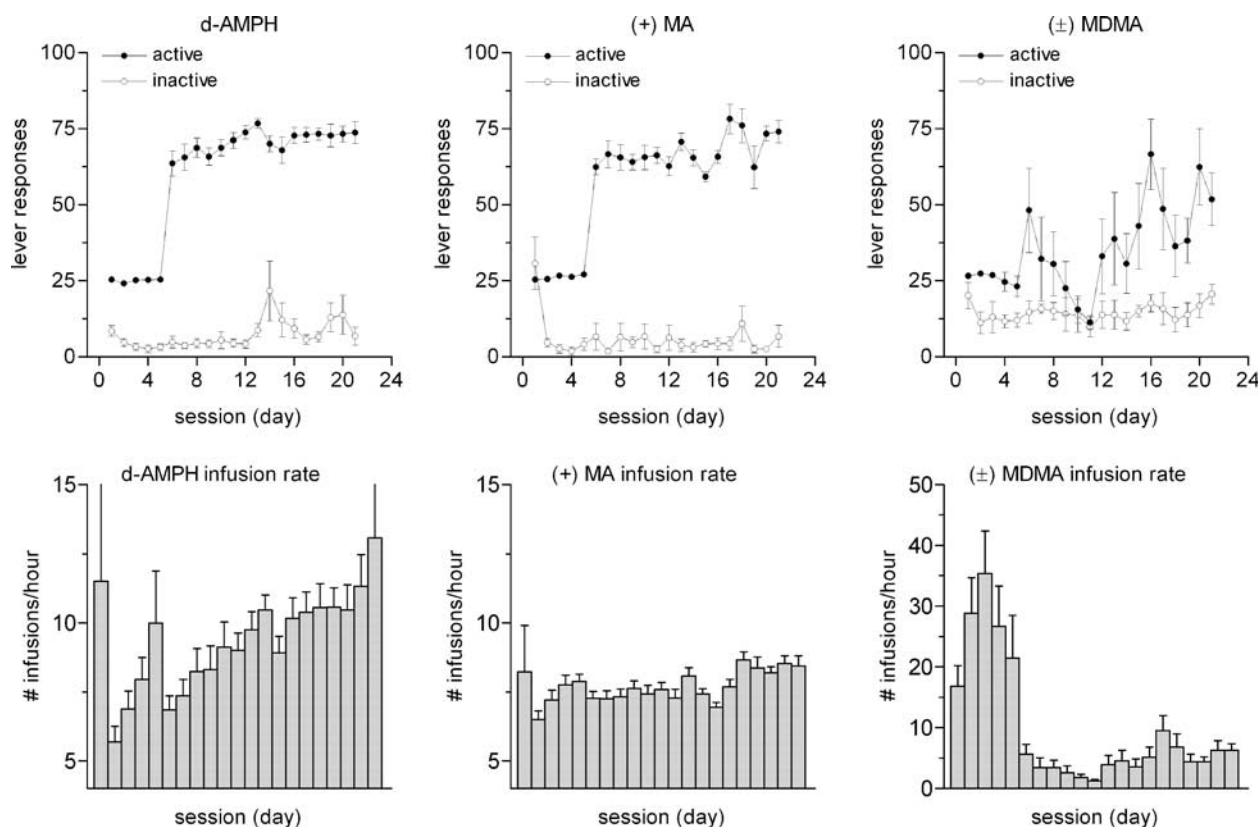 d-AMPH
100
active
inactive
75
50
25
0
lever responses
0 4 8 12 16 20 24
session (day)
(+) MA
100
active
inactive
75
50
25
0
lever responses
0 4 8 12 16 20 24
session (day)
(±) MDMA
100
active
inactive
75
50
25
0
lever responses
0 4 8 12 16 20 24
session (day)
d-AMPH infusion rate
15
10
5
# infusions/hour
session (day)
(+) MA infusion rate
15
10
5
# infusions/hour
session (day)
(±) MDMA infusion rate
50
40
30
20
10
0
# infusions/hour
session (day)